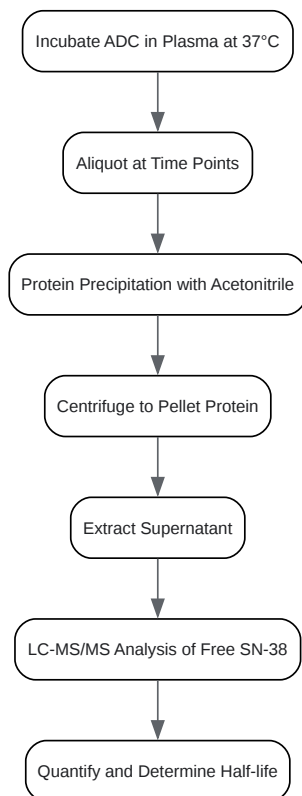 Incubate ADC in Plasma at 37°C
Aliquot at Time Points
Protein Precipitation with Acetonitrile
Centrifuge to Pellet Protein
Extract Supernatant
LC-MS/MS Analysis of Free SN-38
Quantify and Determine Half-life